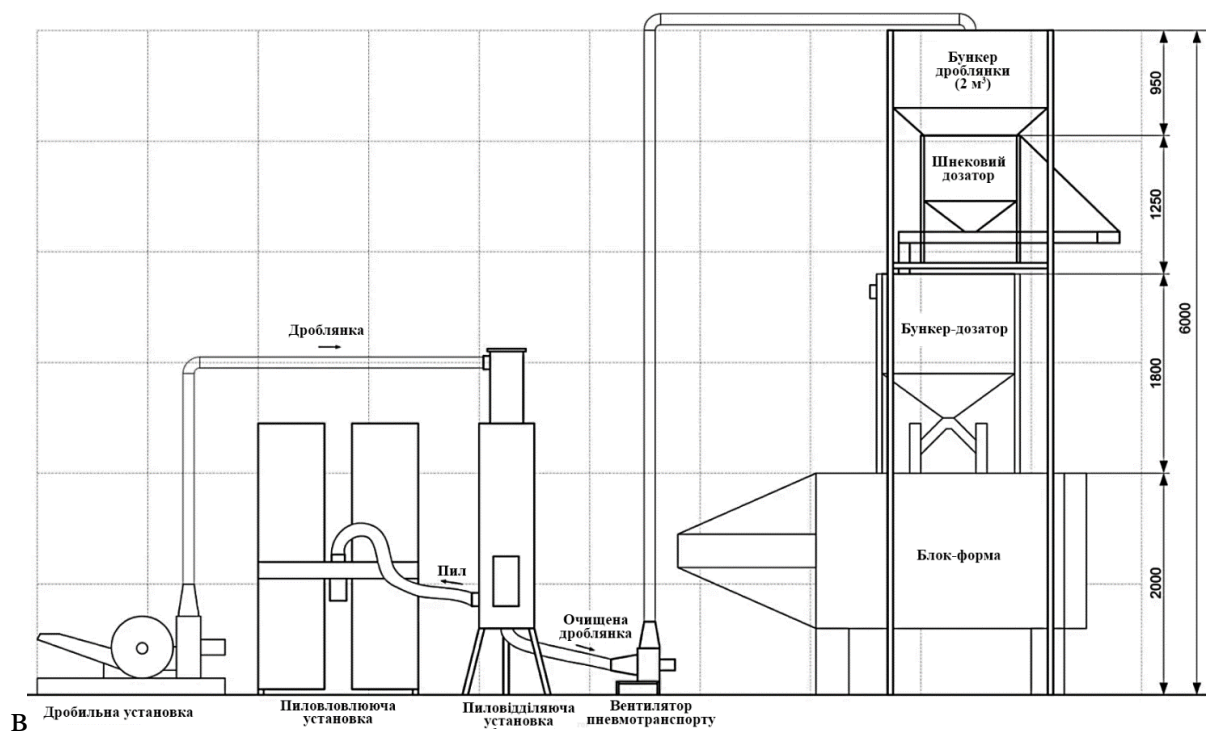 Бункер
дроблянки
(2 м³)
950
Шнековий
дозатор
1250
6000
Дроблянка
Бункер-дозатор
1800
Пил
Блок-форма
Очищена
дроблянка
2000
В
Дробильна установка
Пиловловлююча
установка
Пиловідділяюча
установка
Вентилятор
пневмотранспорту